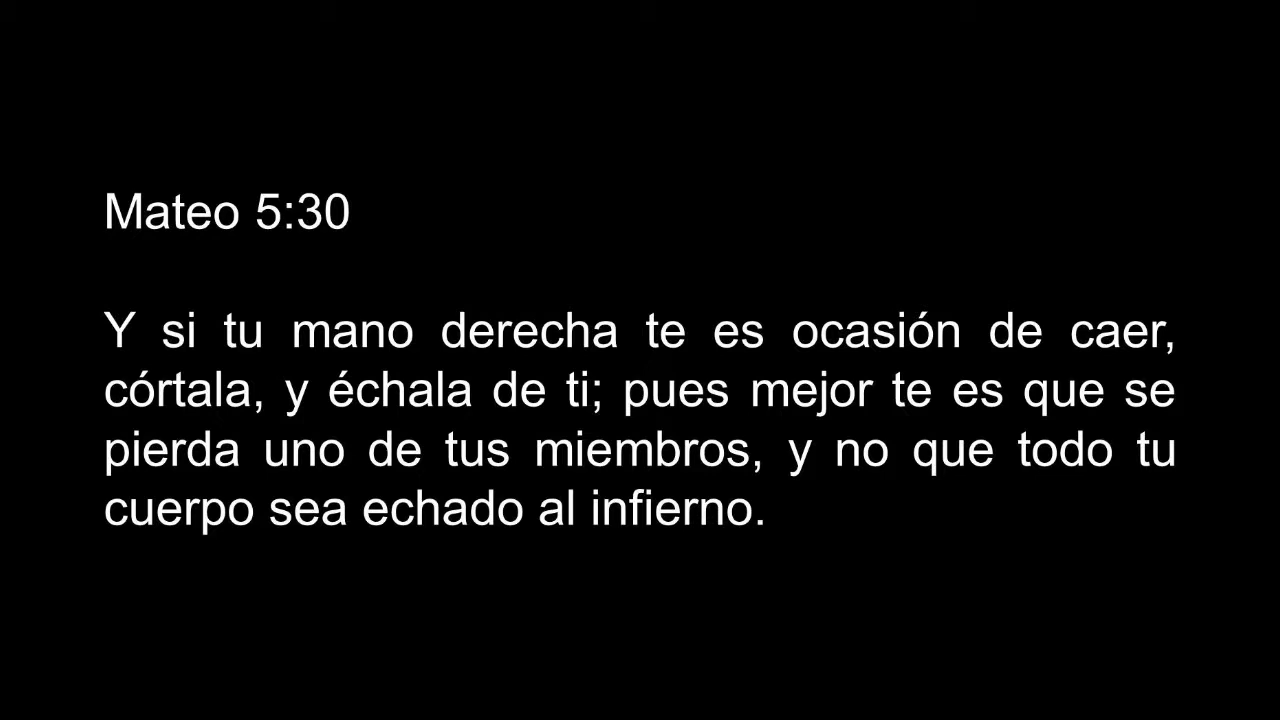 Mateo 5:30
Y si tu mano derecha te es ocasión de caer,
córtala, y échala de ti; pues mejor te es que se
pierda uno de tus miembros, y no que todo tu
cuerpo sea echado al infierno.